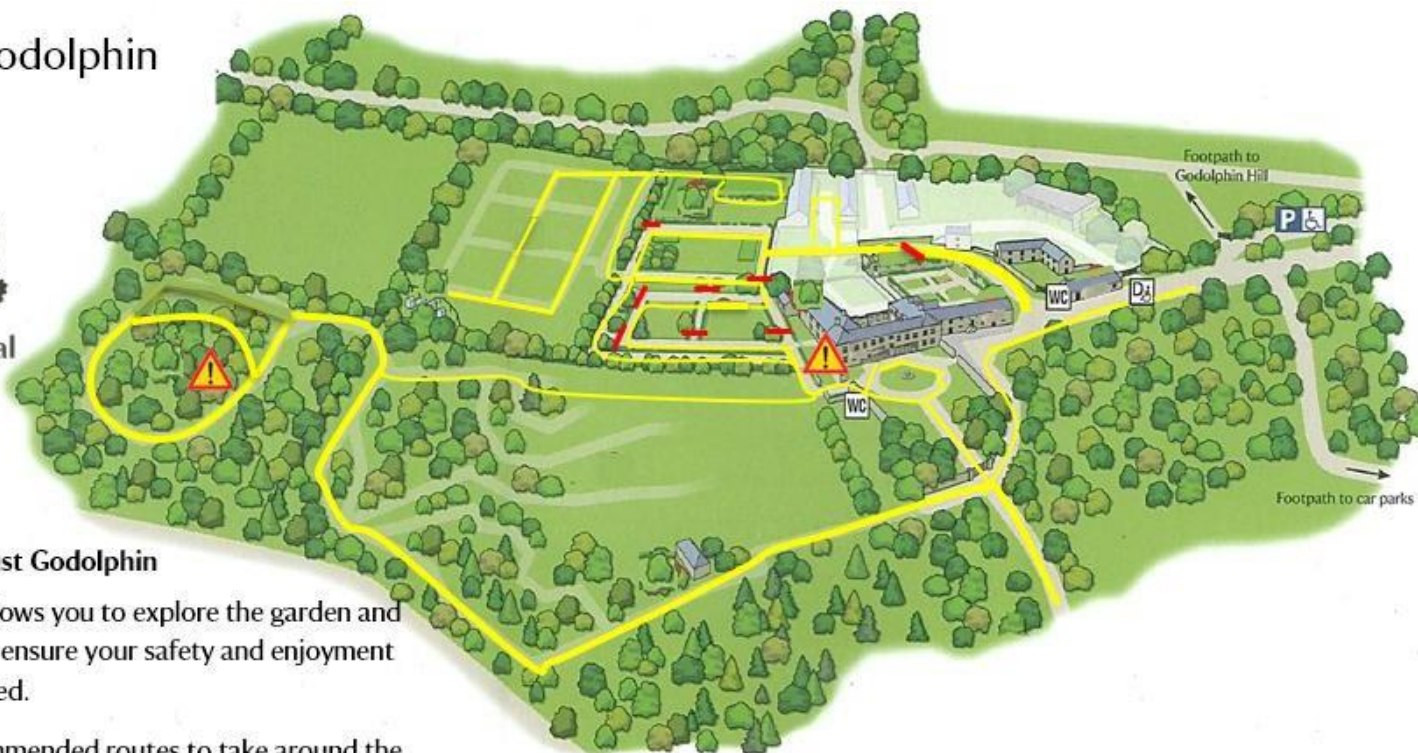 odolphin
al
Footpath to
Godolphin Hill
P
WC
D
WC
Footpath to car parks
st Godolphin
ows you to explore the garden and
ensure your safety and enjoyment
ed.
mmended routes to take around the